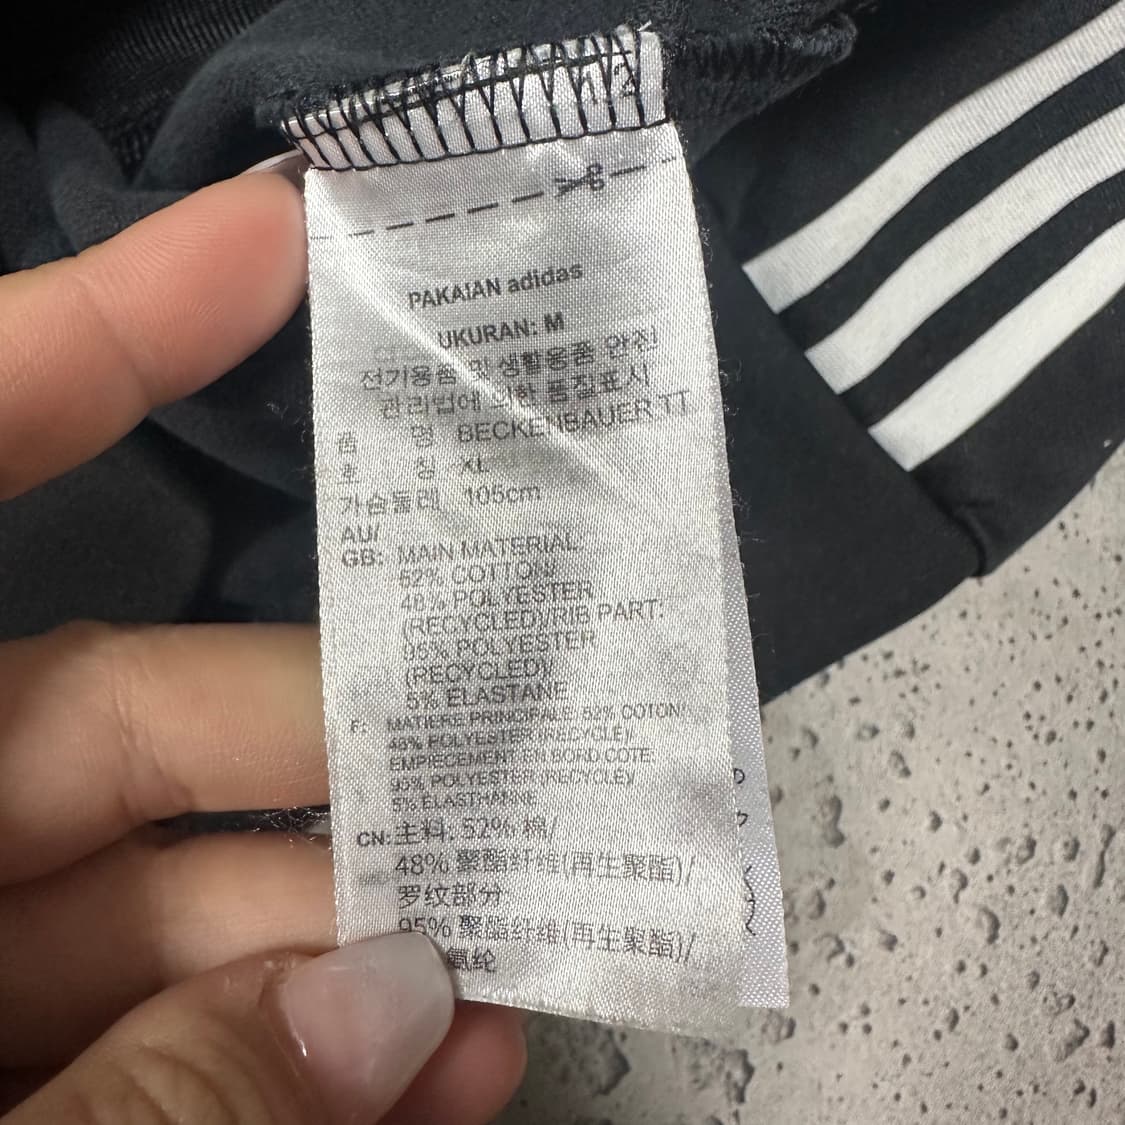 12
PAKAIAN adidas
UKURAN: M
전기용품 및 생활용품 안전
관리법에 의한 품질표시
품 명 BECKENBAUER TT
호 칭 XL
가슴둘레 105cm
AU/
GB: MAIN MATERIAL:
52% COTTON/
48% POLYESTER
(RECYCLED)/RIB PART:
95% POLYESTER
(RECYCLED)/
5% ELASTANE
F: MATIERE PRINCIPALE: 52% COTON/
48% POLYESTER (RECYCLE)/
EMPIECEMENT EN BORD COTE:
95% POLYESTER (RECYCLE)/
5% ELASTHANNE
CN: 主料: 52% 棉/
48% 聚酯纤维(再生聚酯)/
罗纹部分:
95% 聚酯纤维(再生聚酯)/
氨纶